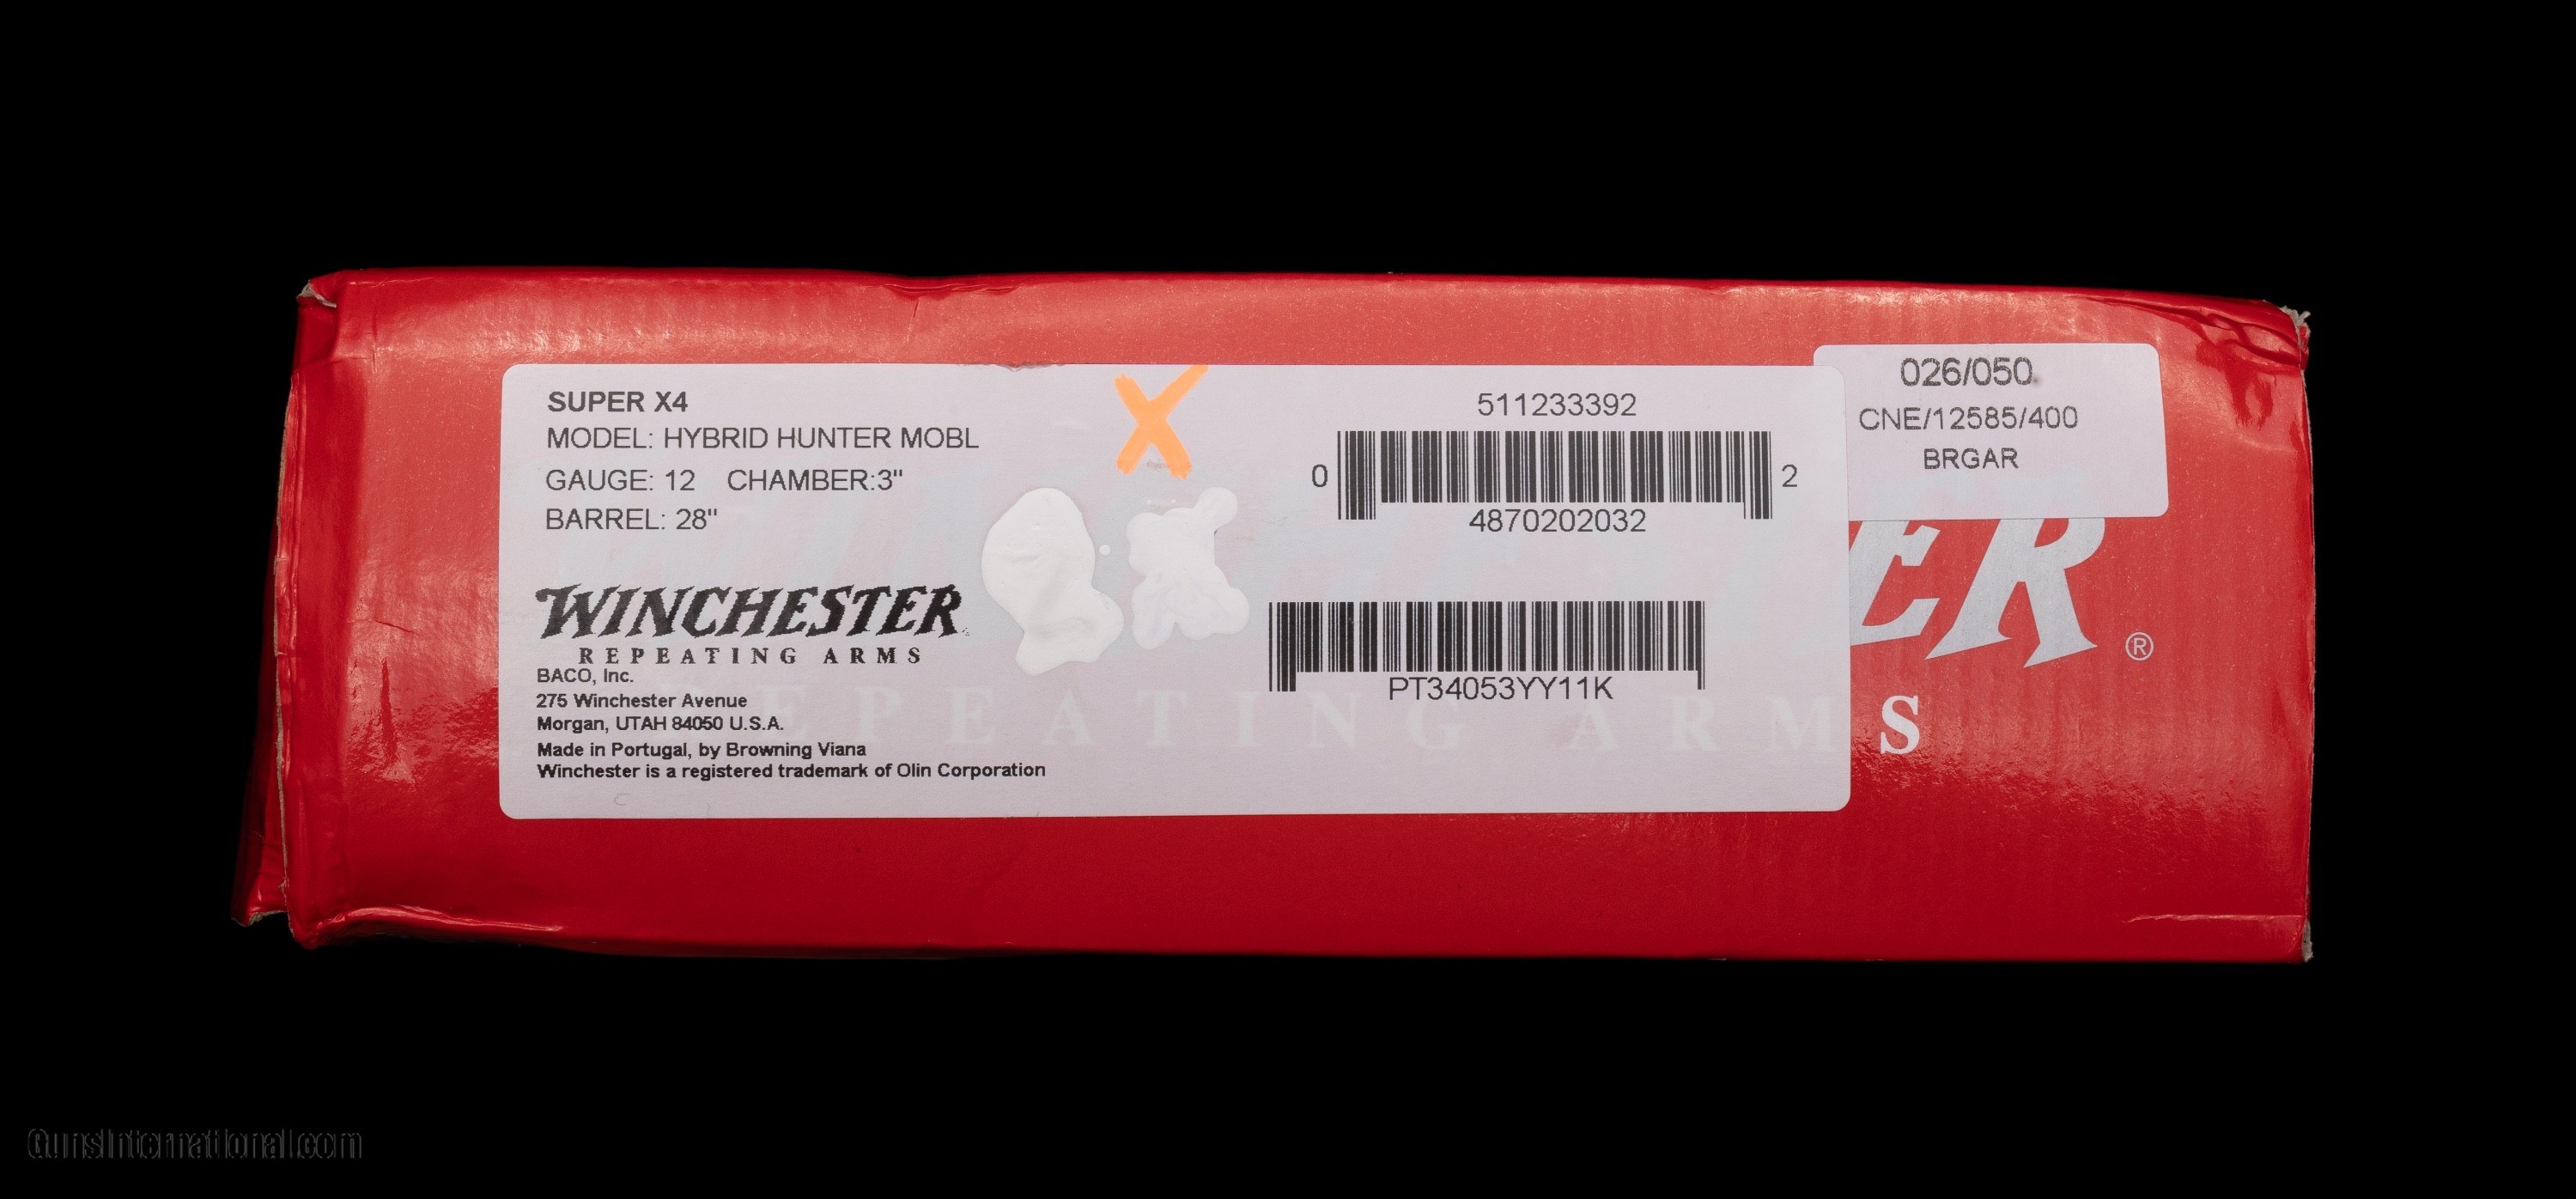 SUPER X4
MODEL: HYBRID HUNTER MOBL
GAUGE: 12 CHAMBER:3"
BARREL: 28"
WINCHESTER
REPEATING ARMS
BACO, Inc.
275 Winchester Avenue
Morgan, UTAH 84050 U.S.A.
Made in Portugal, by Browning Viana
Winchester is a registered trademark of Olin Corporation
X
511233392
0 2
4870202032
PT34053YY11K
026/050
CNE/12585/400
BRGAR
ER ®
REPEATING ARMS
GunsInternational.com